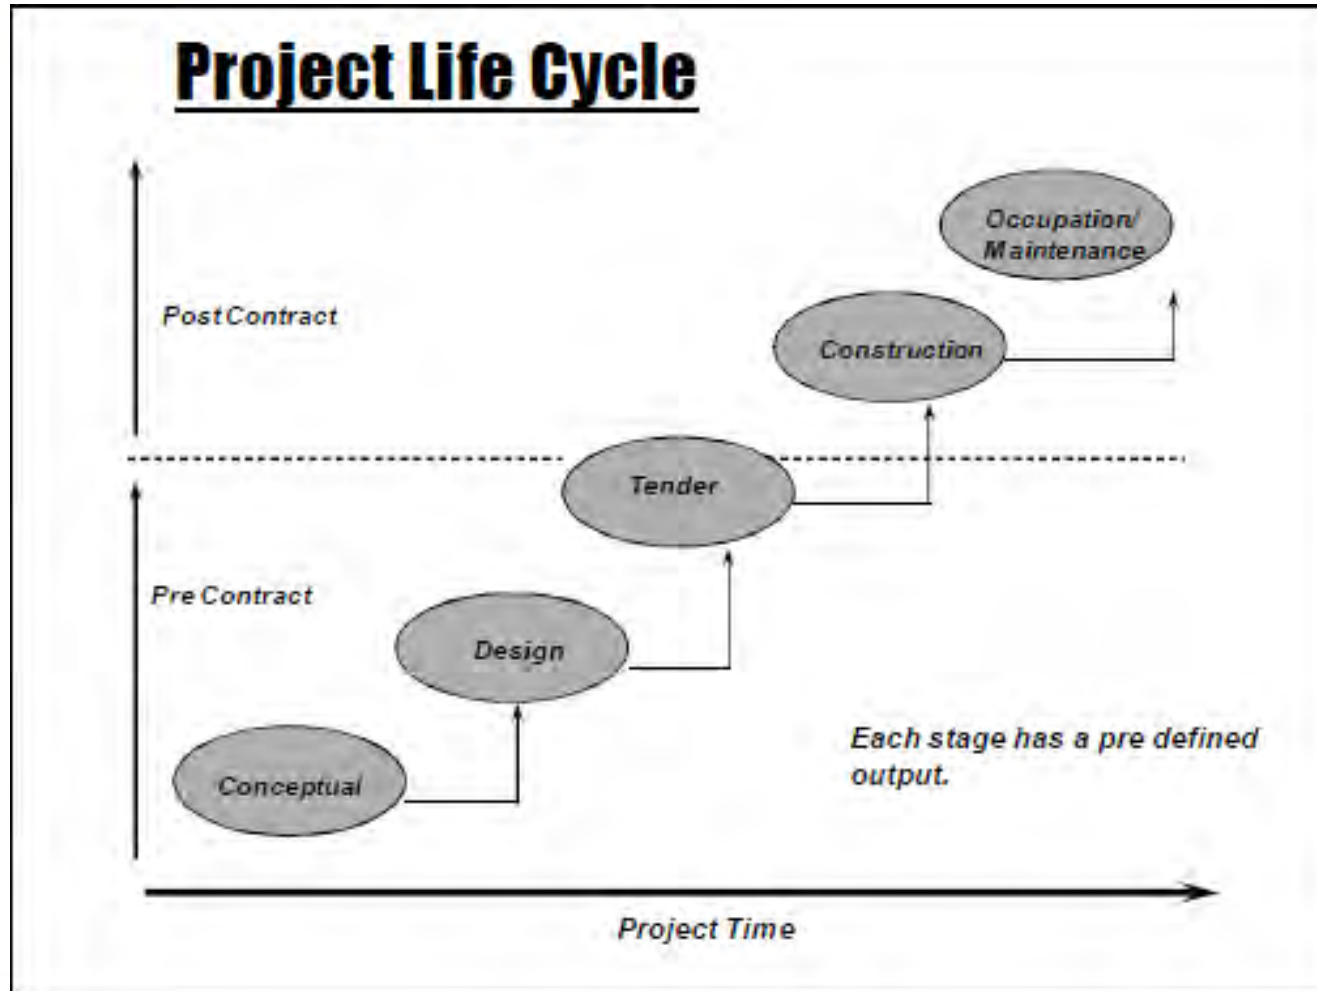 Project Life Cycle
Occupation/
Maintenance
Post Contract
Construction
Tender
Pre Contract
Design
Each stage has a pre defined
output.
Conceptual
Project Time